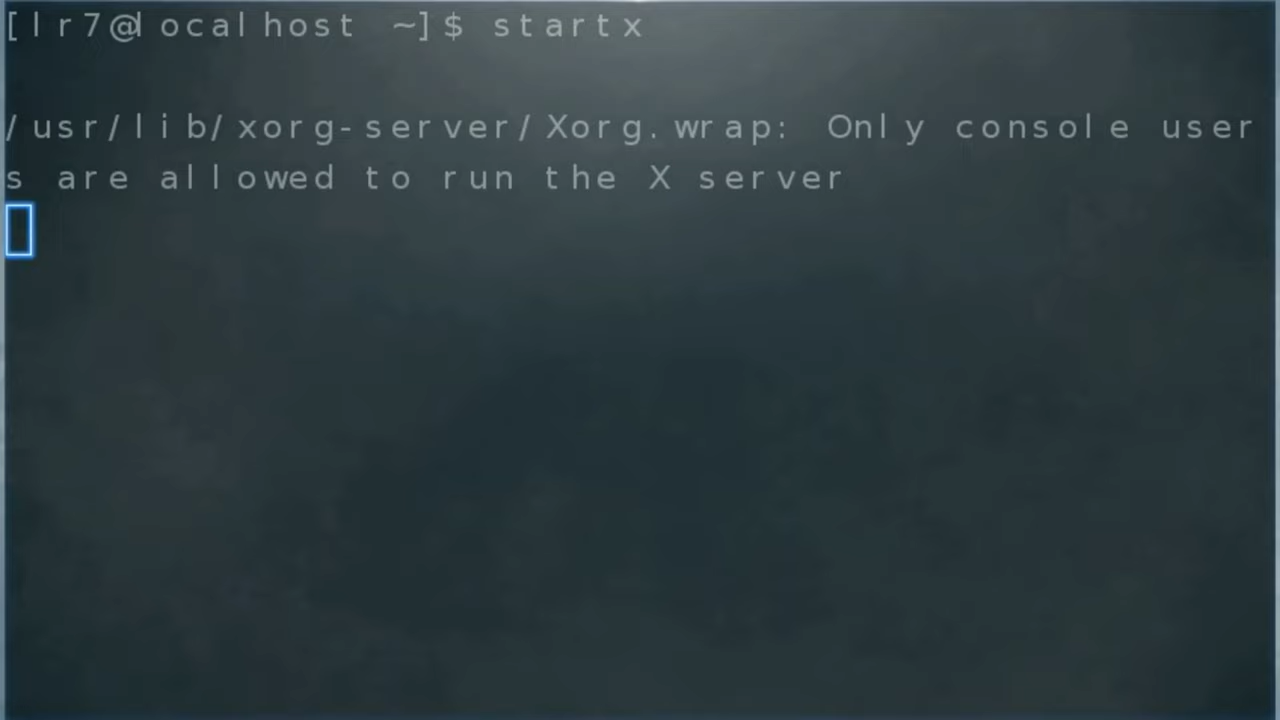 [lr7@localhost ~]$ startx
/usr/lib/xorg-server/Xorg.wrap: Only console user
s are allowed to run the X server